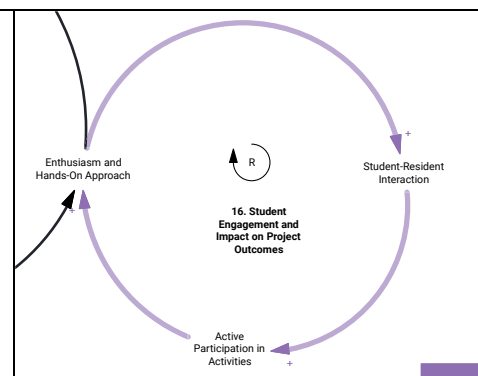 +
Enthusiasm and
Hands-On Approach
Student-Resident
Interaction
R
+
16. Student
Engagement and
Impact on Project
Outcomes
Active
Participation in
Activities
+